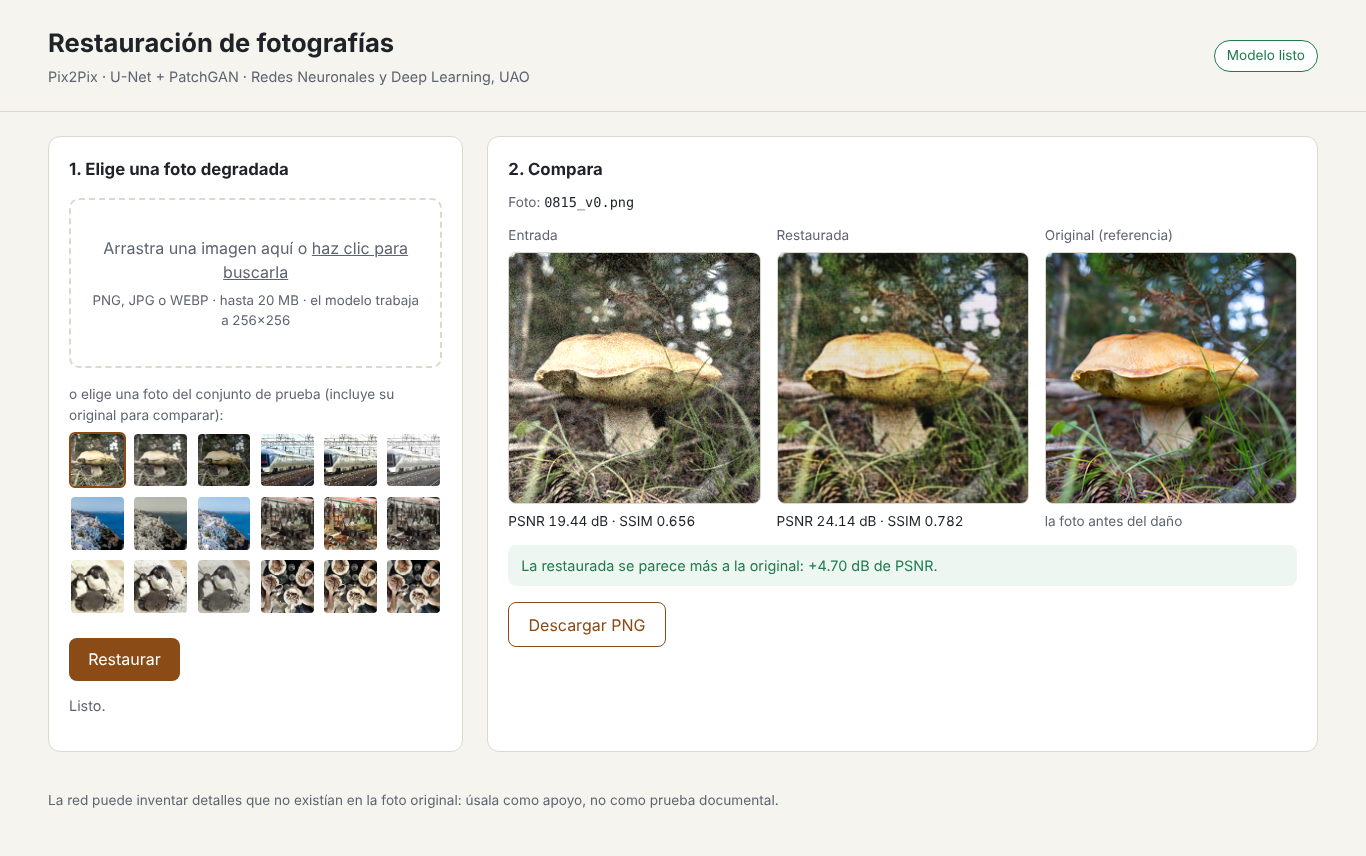 Restauración de fotografías
Pix2Pix · U-Net + PatchGAN · Redes Neuronales y Deep Learning, UAO
Modelo listo
1. Elige una foto degradada
Arrastra una imagen aquí o haz clic para
buscarla
PNG, JPG o WEBP · hasta 20 MB · el modelo trabaja
a 256×256
o elige una foto del conjunto de prueba (incluye su
original para comparar):
Restaurar
Listo.
2. Compara
Foto: 0815_v0.png
Entrada
Restaurada
Original (referencia)
PSNR 19.44 dB · SSIM 0.656
PSNR 24.14 dB · SSIM 0.782
la foto antes del daño
La restaurada se parece más a la original: +4.70 dB de PSNR.
Descargar PNG
La red puede inventar detalles que no existían en la foto original: úsala como apoyo, no como prueba documental.